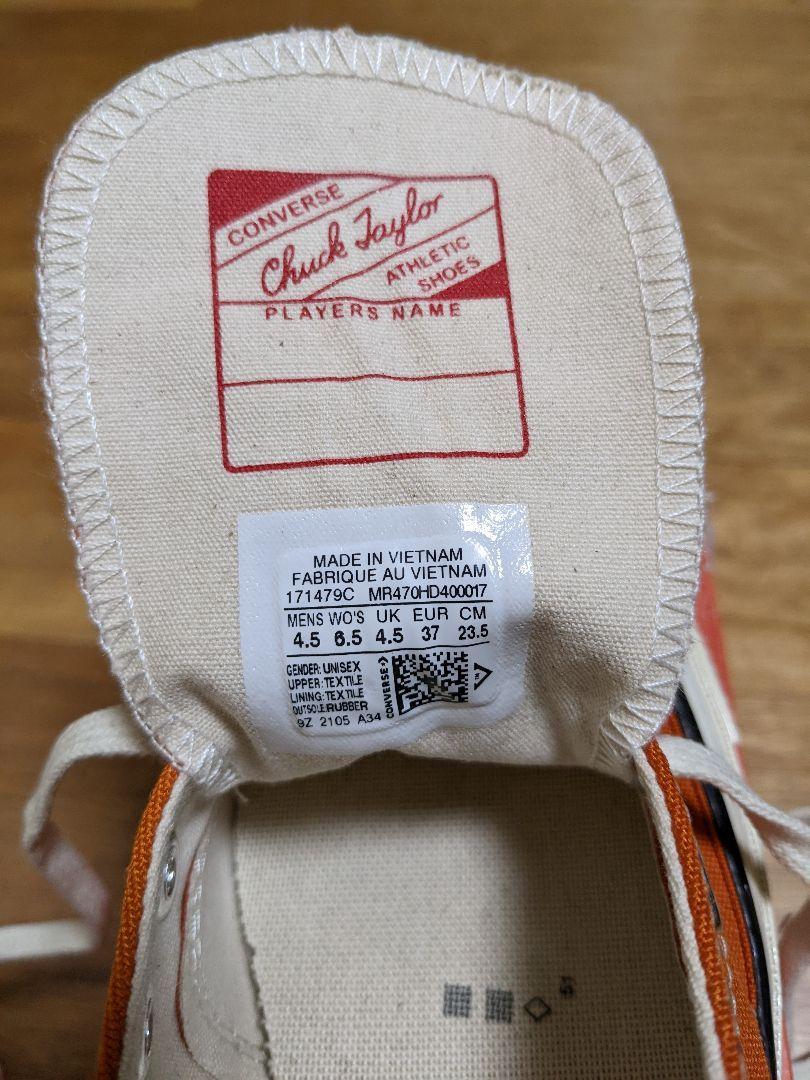 CONVERSE
Chuck Taylor
ATHLETIC
SHOES
PLAYERS NAME
MADE IN VIETNAM
FABRIQUE AU VIETNAM
171479C MR470HD400017
MENS WO'S UK EUR CM
4.5 6.5 4.5 37 23.5
GENDER: UNISEX
UPPER: TEXTILE
LINING: TEXTILE
OUTSOLE:RUBBER
9Z 2105 A34
CONVERSE